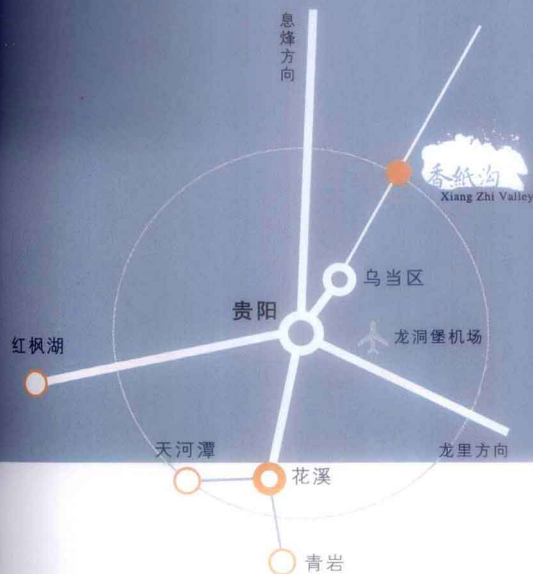 息烽方向
香紙沟
Xiang Zhi Valley
乌当区
贵阳
龙洞堡机场
红枫湖
天河潭
龙里方向
花溪
青岩